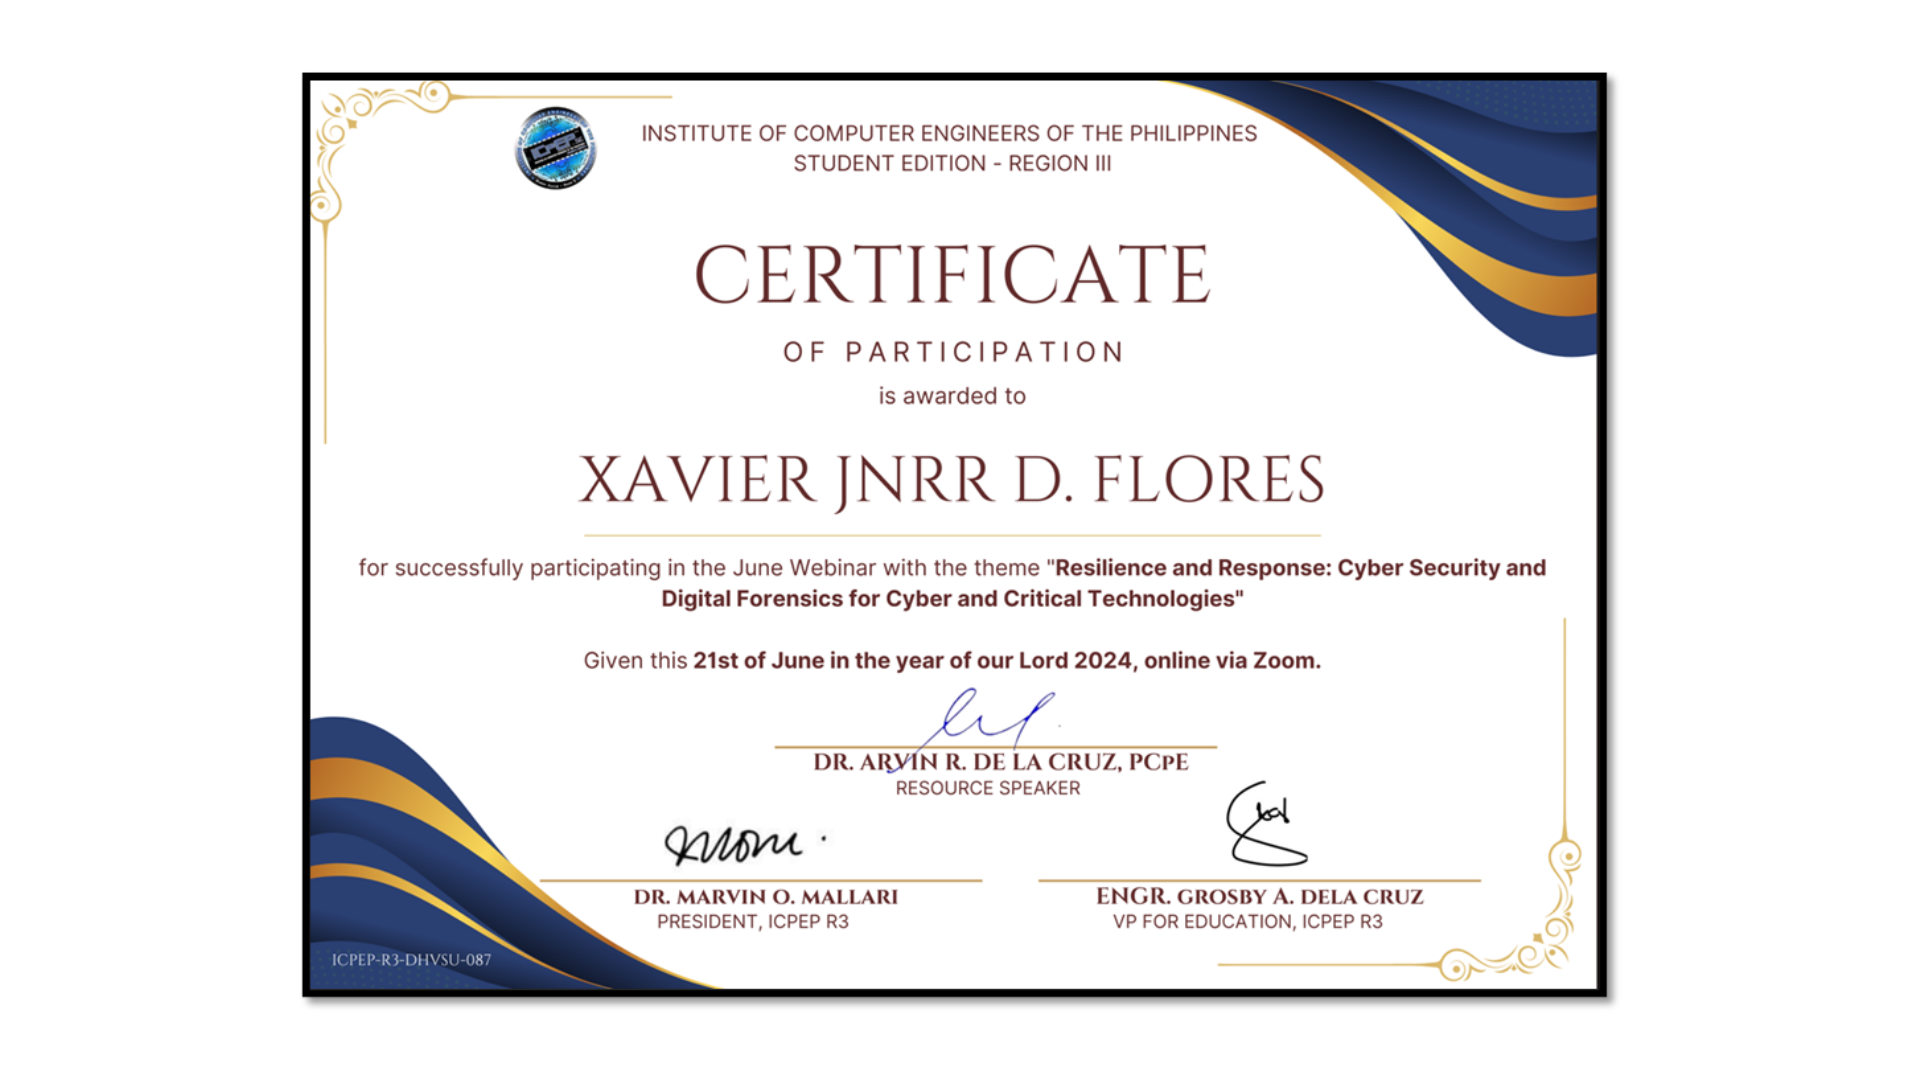 INSTITUTE OF COMPUTER ENGINEERS OF THE PHILIPPINES
STUDENT EDITION - REGION III
CERTIFICATE
OF PARTICIPATION
is awarded to
XAVIER JNRR D. FLORES
for successfully participating in the June Webinar with the theme "Resilience and Response: Cyber Security and
Digital Forensics for Cyber and Critical Technologies"
Given this 21st of June in the year of our Lord 2024, online via Zoom.
DR. ARVIN R. DE LA CRUZ, PCpE
RESOURCE SPEAKER
DR. MARVIN O. MALLARI
PRESIDENT, ICPEP R3
ENGR. GROSBY A. DELA CRUZ
VP FOR EDUCATION, ICPEP R3
ICPEP-R3-DHVSU-087